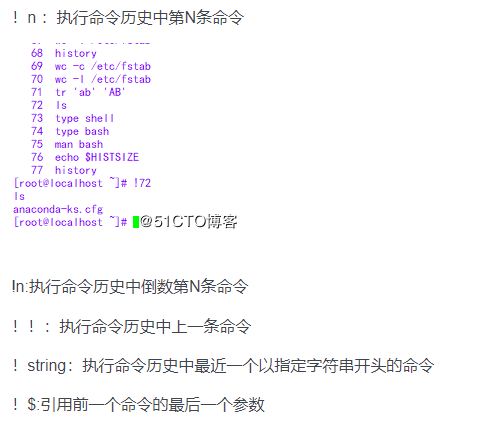 ！n：执行命令历史中第N条命令
68 history
69 wc -c /etc/fstab
70 wc -l /etc/fstab
71 tr 'ab' 'AB'
72 ls
73 type shell
74 type bash
75 man bash
76 echo $HISTSIZE
77 history
[root@localhost ~]# !72
ls
anaconda-ks.cfg
[root@localhost ~]# @51CTO博客
!n:执行命令历史中倒数第N条命令
！！：执行命令历史中上一条命令
！string：执行命令历史中最近一个以指定字符串开头的命令
！$:引用前一个命令的最后一个参数